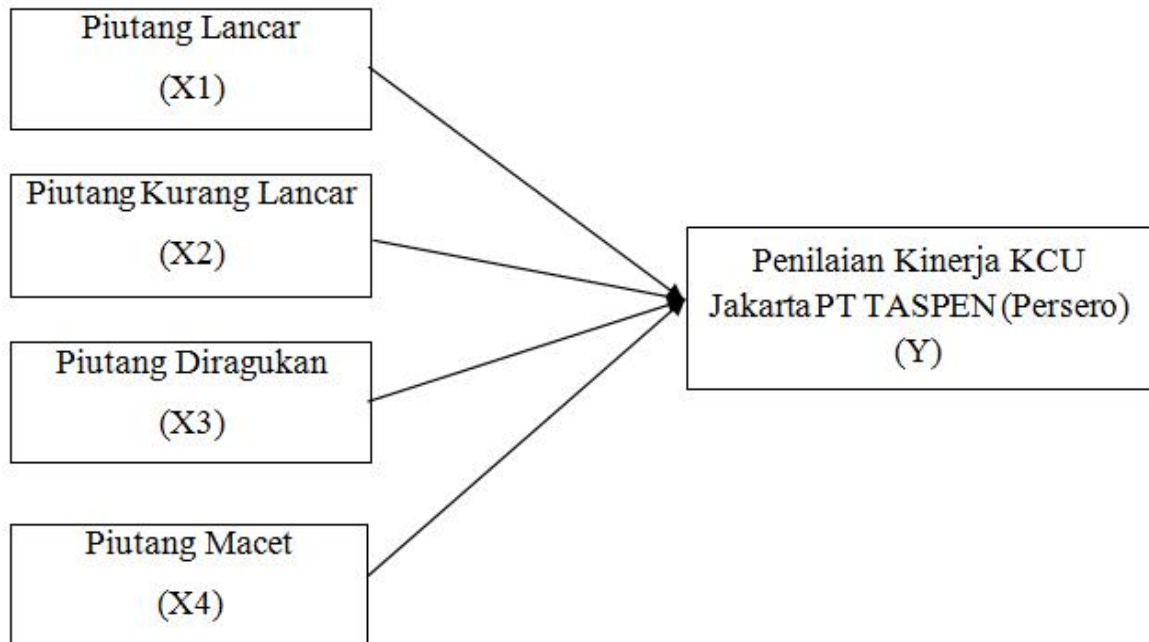 Piutang Lancar
(X1)
Piutang Kurang Lancar
(X2)
Piutang Diragukan
(X3)
Piutang Macet
(X4)
Penilaian Kinerja KCU
Jakarta PT TASPEN (Persero)
(Y)